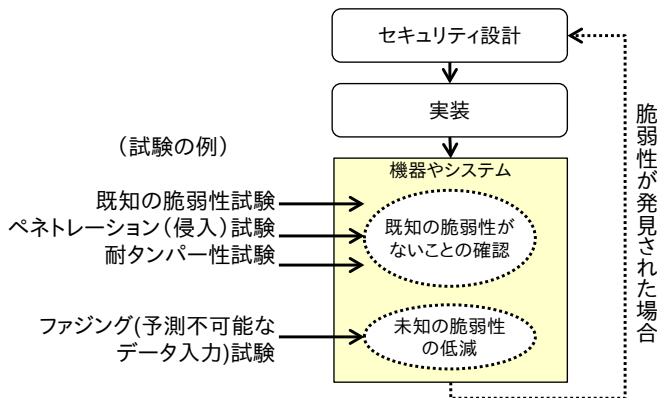 セキュリティ設計
実装
（試験の例）
機器やシステム
既知の脆弱性試験
ペネトレーション（侵入）試験
耐タンパー性試験
既知の脆弱性が
ないことの確認
ファジング(予測不可能な
データ入力)試験
未知の脆弱性
の低減
脆弱性が発見された場合